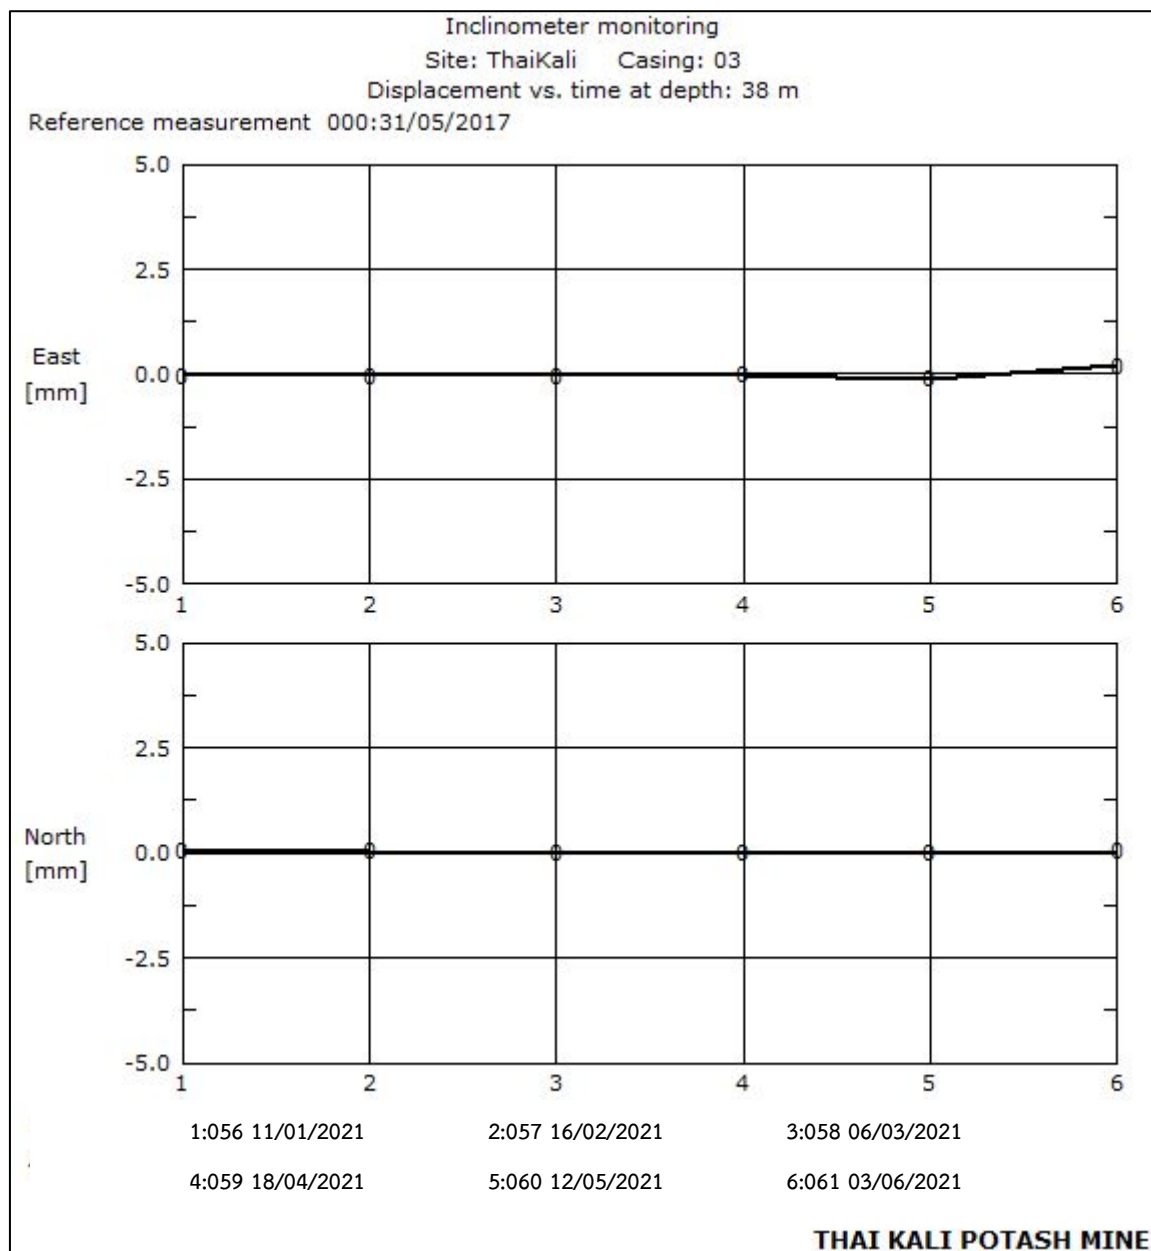 Inclinometer monitoring
Site: ThaiKali Casing: 03
Displacement vs. time at depth: 38 m
Reference measurement 000:31/05/2017
5.0
2.5
East
[mm]
0.0
-2.5
-5.0
1 2 3 4 5 6
5.0
2.5
North
[mm]
0.0
-2.5
-5.0
1 2 3 4 5 6
1:056 11/01/2021 2:057 16/02/2021 3:058 06/03/2021
4:059 18/04/2021 5:060 12/05/2021 6:061 03/06/2021
THAI KALI POTASH MINE